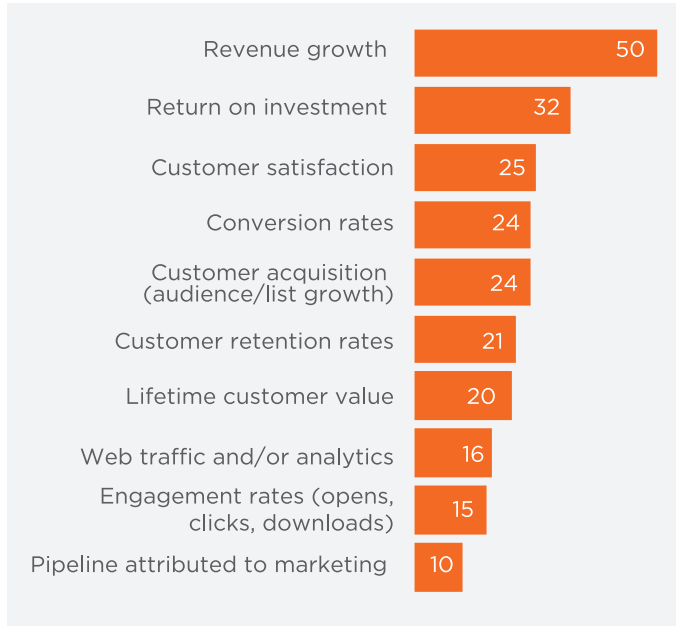 Revenue growth 50
Return on investment 32
Customer satisfaction 25
Conversion rates 24
Customer acquisition
(audience/list growth) 24
Customer retention rates 21
Lifetime customer value 20
Web traffic and/or analytics 16
Engagement rates (opens,
clicks, downloads) 15
Pipeline attributed to marketing 10